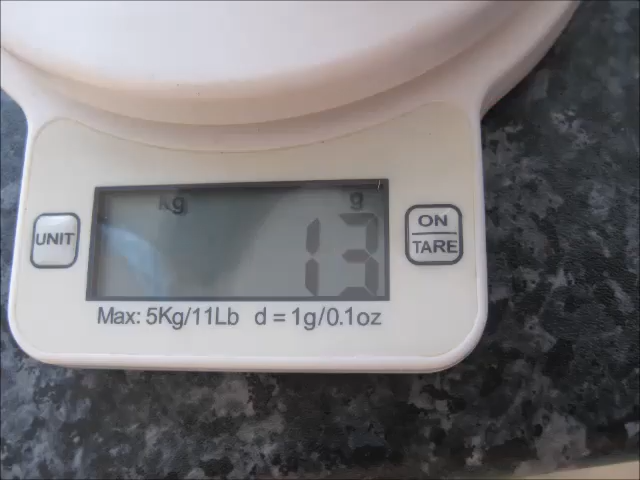 kg g
13
UNIT
ON
TARE
Max: 5Kg/11Lb d = 1g/0.1oz